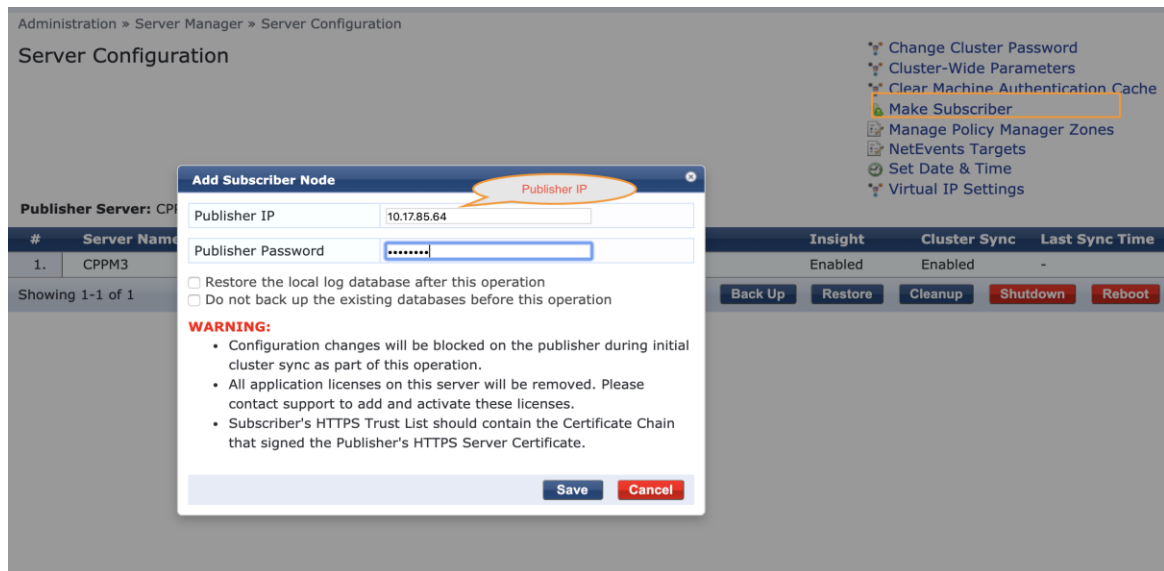 Administration » Server Manager » Server Configuration
Server Configuration
Change Cluster Password
Cluster-Wide Parameters
Clear Machine Authentication Cache
Make Subscriber
Manage Policy Manager Zones
NetEvents Targets
Set Date & Time
Virtual IP Settings
Add Subscriber Node
Publisher IP
Publisher IP 10.17.85.64
Publisher Password ••••••••
Restore the local log database after this operation
Do not back up the existing databases before this operation
WARNING:
• Configuration changes will be blocked on the publisher during initial
cluster sync as part of this operation.
• All application licenses on this server will be removed. Please
contact support to add and activate these licenses.
• Subscriber's HTTPS Trust List should contain the Certificate Chain
that signed the Publisher's HTTPS Server Certificate.
Save Cancel
Publisher Server:
# Server Name Insight Cluster Sync Last Sync Time
1. CPPM3 Enabled Enabled -
Showing 1-1 of 1 Back Up Restore Cleanup Shutdown Reboot